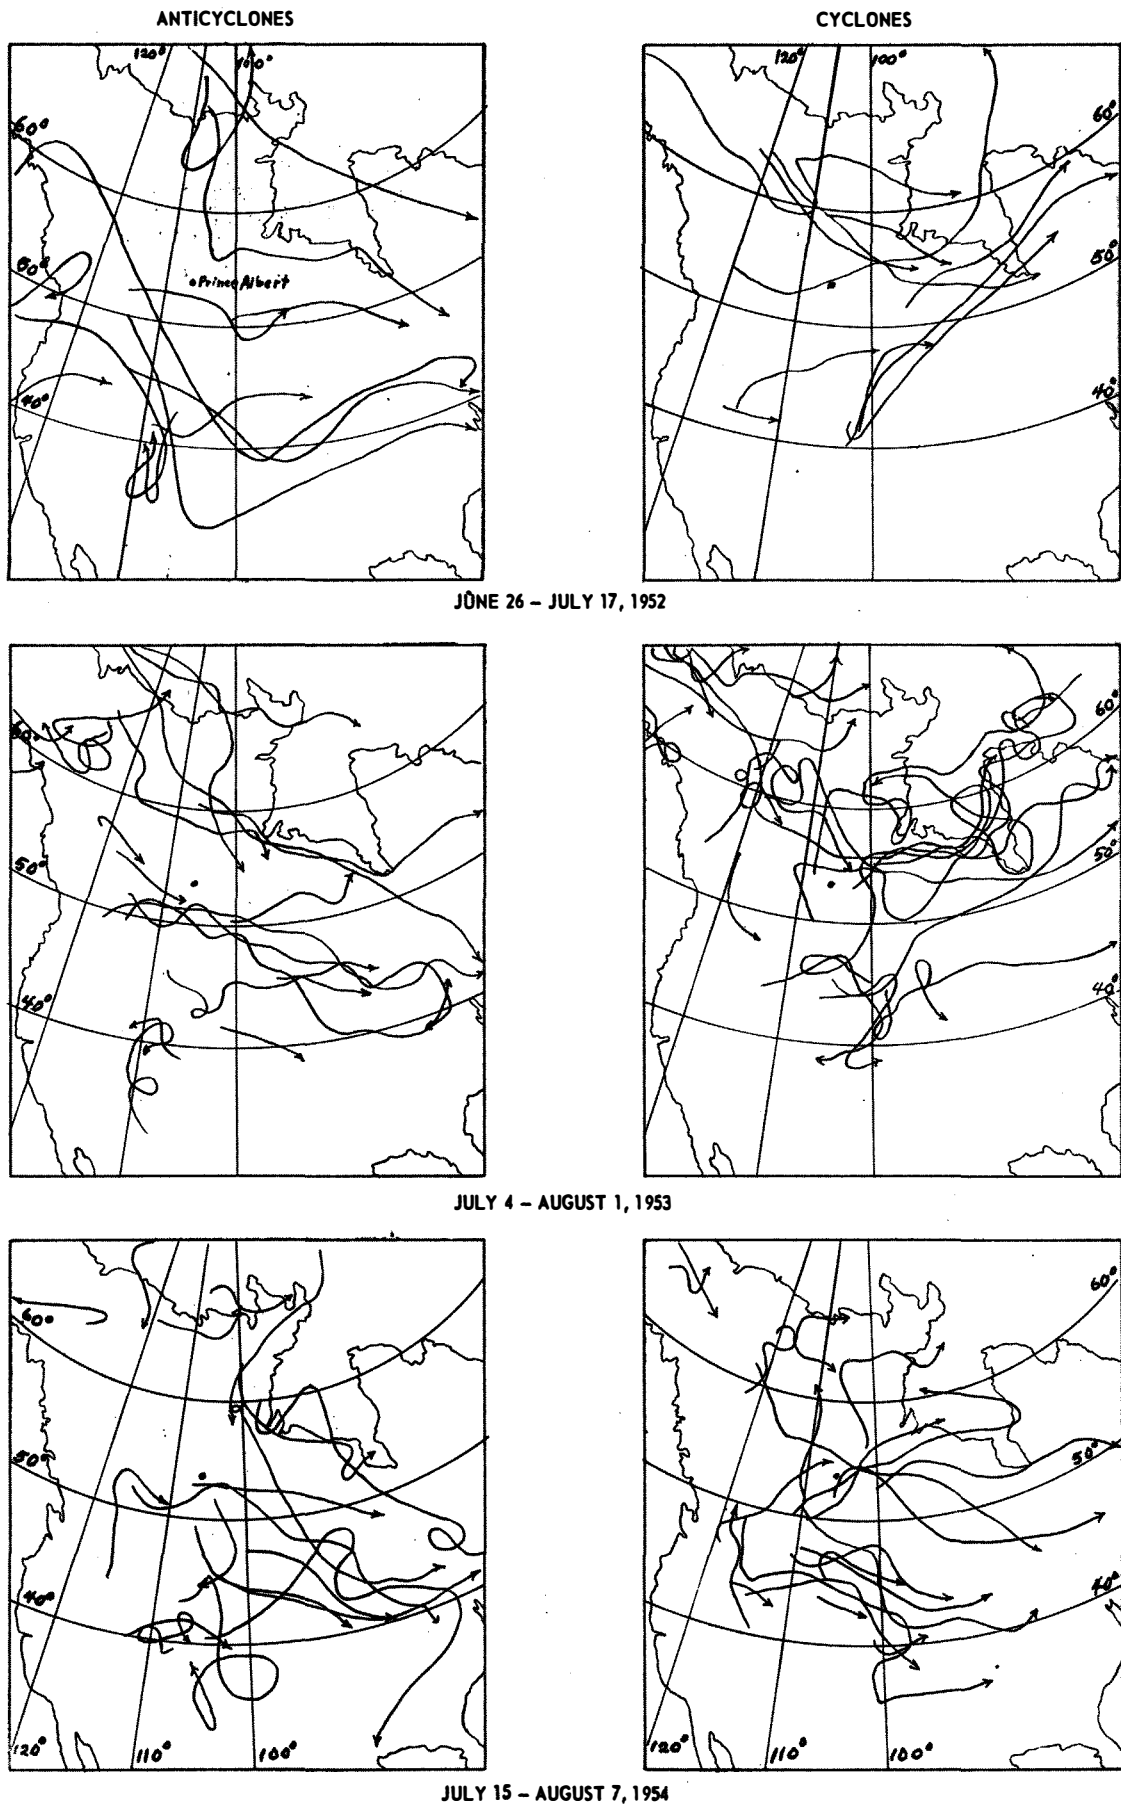 ANTICYCLONES CYCLONES
120° 100° 120° 100°
60° 60°
50° Prince Albert 50°
40° 40°
JUNE 26 – JULY 17, 1952
60° 60°
50° 50°
40° 40°
JULY 4 – AUGUST 1, 1953
60° 60°
50° 50°
40° 40°
120° 110° 100° 120° 110° 100°
JULY 15 – AUGUST 7, 1954